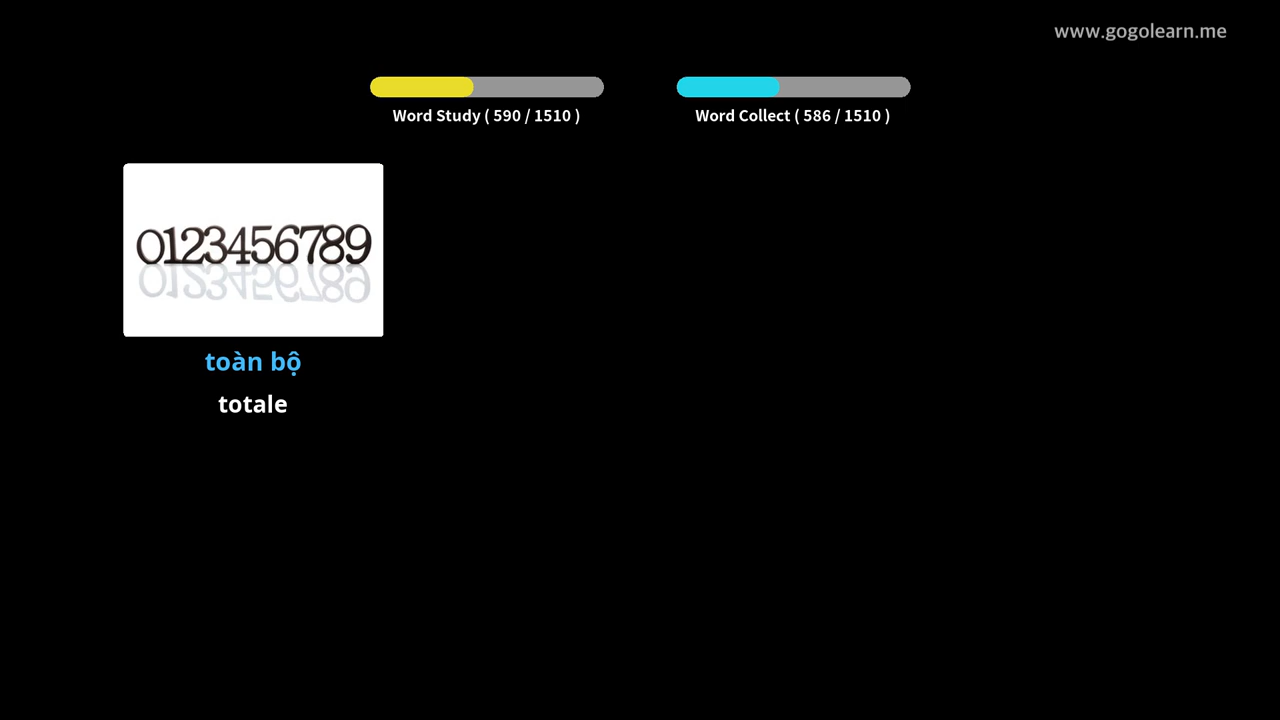 www.gogolearn.me
Word Study ( 590 / 1510 )
Word Collect ( 586 / 1510 )
0123456789
toàn bộ
totale